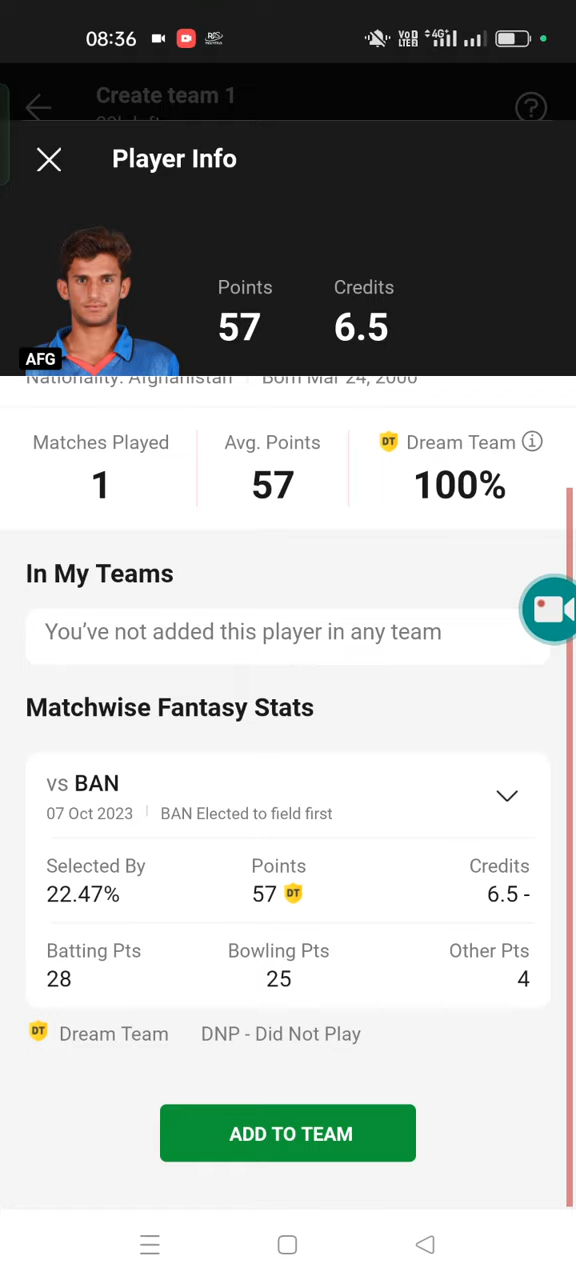 08:36
VoD LTE2 4G+
Create team 1
Player Info
Points Credits
57 6.5
AFG
Nationality: Afghanistan Born Mar 24, 2000
Matches Played Avg. Points DT Dream Team
1 57 100%
In My Teams
You've not added this player in any team
Matchwise Fantasy Stats
vs BAN
07 Oct 2023 BAN Elected to field first
Selected By Points Credits
22.47% 57 DT 6.5 -
Batting Pts Bowling Pts Other Pts
28 25 4
DT Dream Team DNP - Did Not Play
ADD TO TEAM